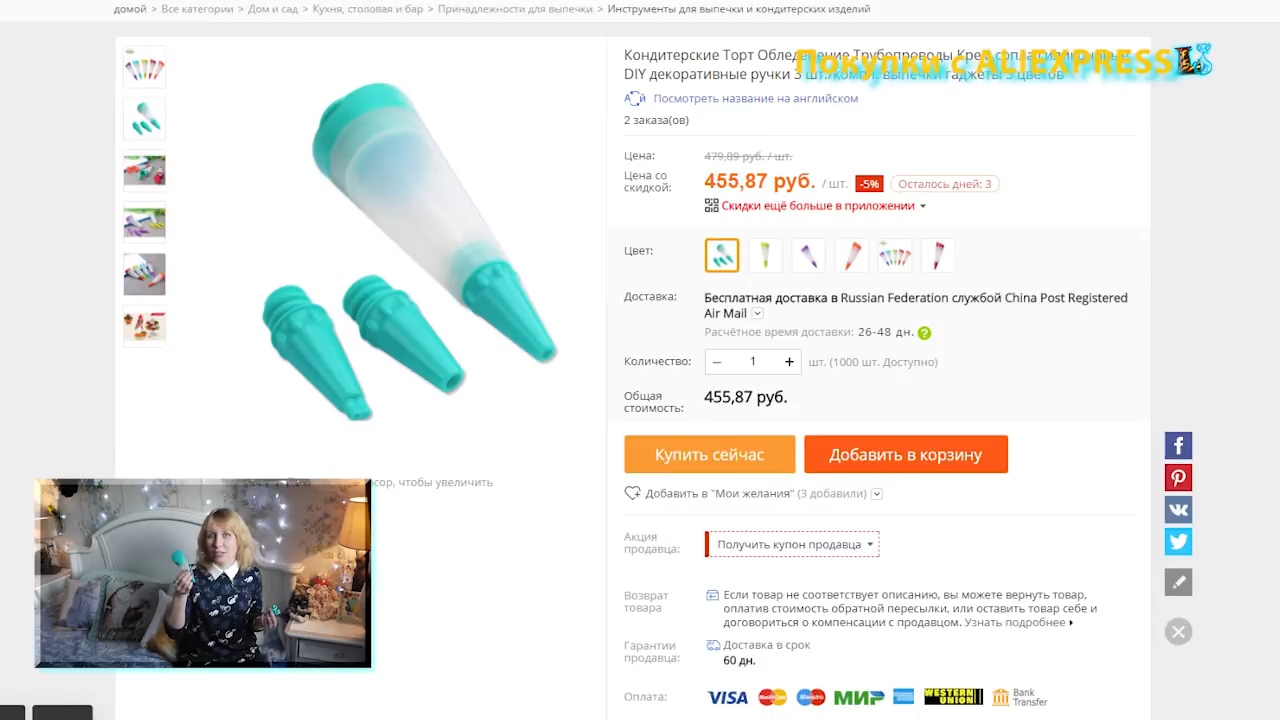 домой > Все категории > Дом и сад > Кухня, столовая и бар > Принадлежности для выпечки > Инструменты для выпечки и кондитерских изделий
Покупки с ALIEXPRESS
Кондитерские Торт Обледенение Трубопроводы Крем
DIY декоративные ручки 3 шт./компл. выпечки гаджеты 5 цветов
Посмотреть название на английском
2 заказа(ов)
Цена: 479,89 руб. / шт.
Цена со скидкой: 455,87 руб. / шт. -5% Осталось дней: 3
Скидки ещё больше в приложении
Цвет:
Доставка: Бесплатная доставка в Russian Federation службой China Post Registered
Air Mail
Расчётное время доставки: 26-48 дн. ?
Количество: – 1 + шт. (1000 шт. Доступно)
Общая стоимость: 455,87 руб.
Купить сейчас Добавить в корзину
сор, чтобы увеличить
Добавить в "Мои желания" (3 добавили)
Акция продавца: Получить купон продавца
Возврат товара Если товар не соответствует описанию, вы можете вернуть товар,
оплатив стоимость обратной пересылки, или оставить товар себе и
договориться о компенсации с продавцом. Узнать подробнее
Гарантии продавца: Доставка в срок
60 дн.
Оплата: VISA MasterCard Maestro МИР WESTERN UNION Bank Transfer